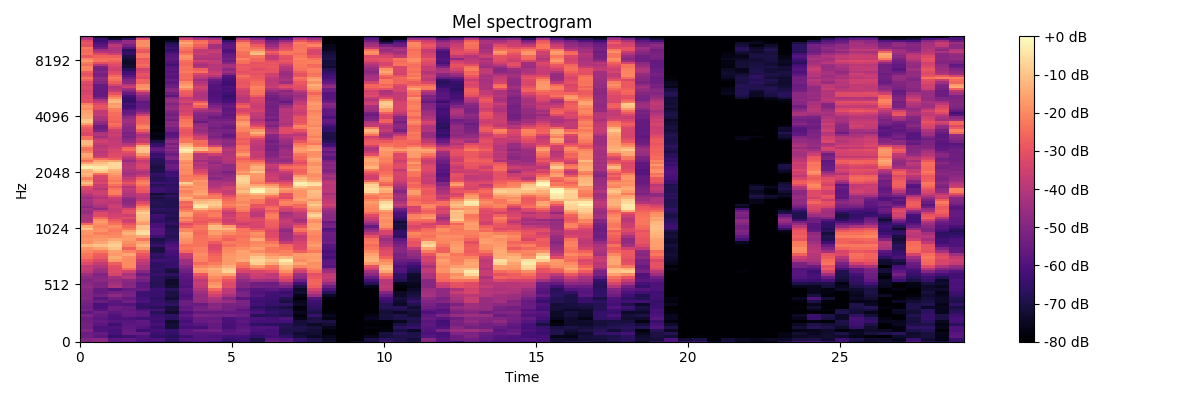 Mel spectrogram
8192
4096
2048
1024
512
0
Hz
0 5 10 15 20 25
Time
+0 dB
-10 dB
-20 dB
-30 dB
-40 dB
-50 dB
-60 dB
-70 dB
-80 dB